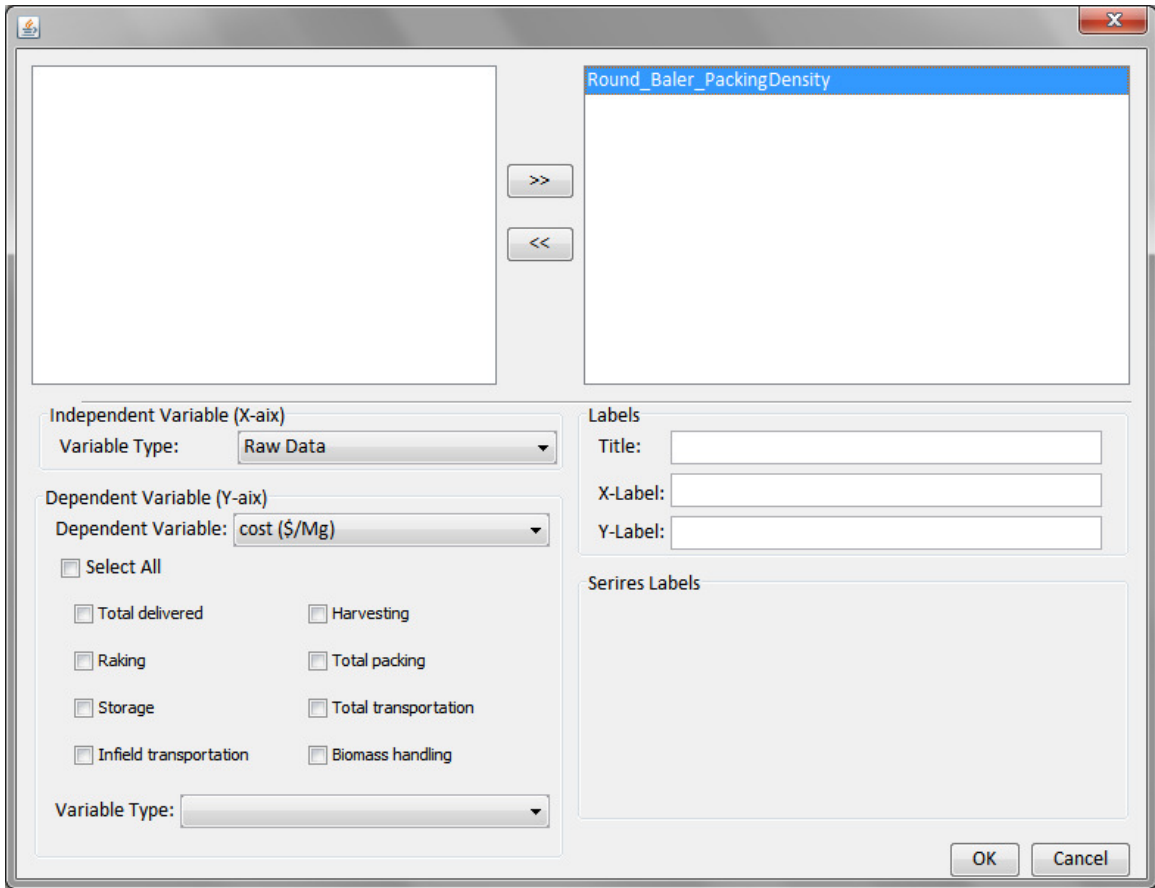 X
Round_Baler_PackingDensity
>>
<<
Independent Variable (X-aix)
Variable Type: Raw Data
Dependent Variable (Y-aix)
Dependent Variable: cost ($/Mg)
Select All
Total delivered Harvesting
Raking Total packing
Storage Total transportation
Infield transportation Biomass handling
Variable Type:
Labels
Title:
X-Label:
Y-Label:
Serires Labels
OK Cancel